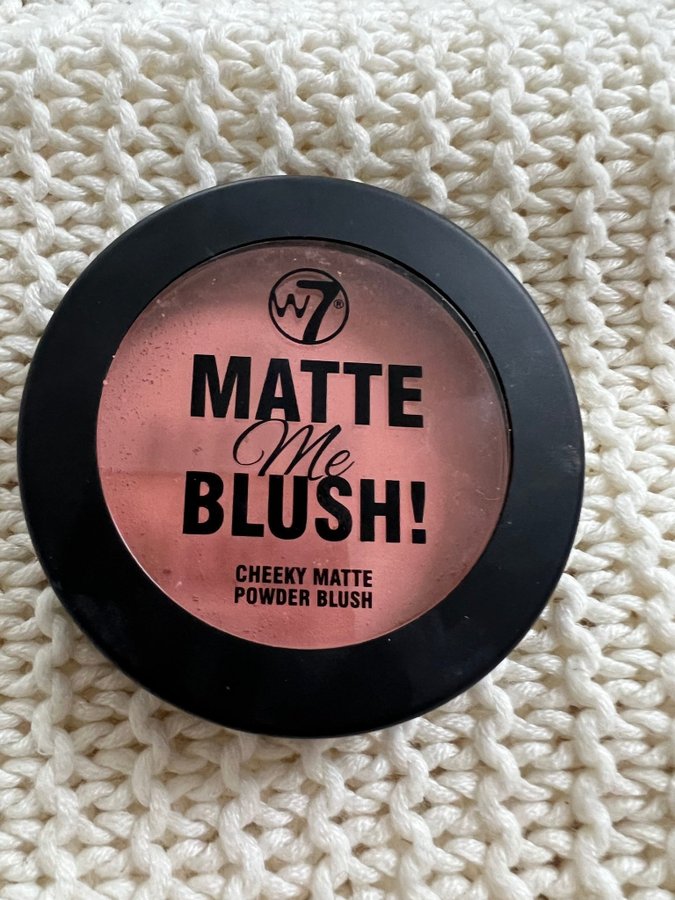 W7®
MATTE
Me
BLUSH!
CHEEKY MATTE
POWDER BLUSH